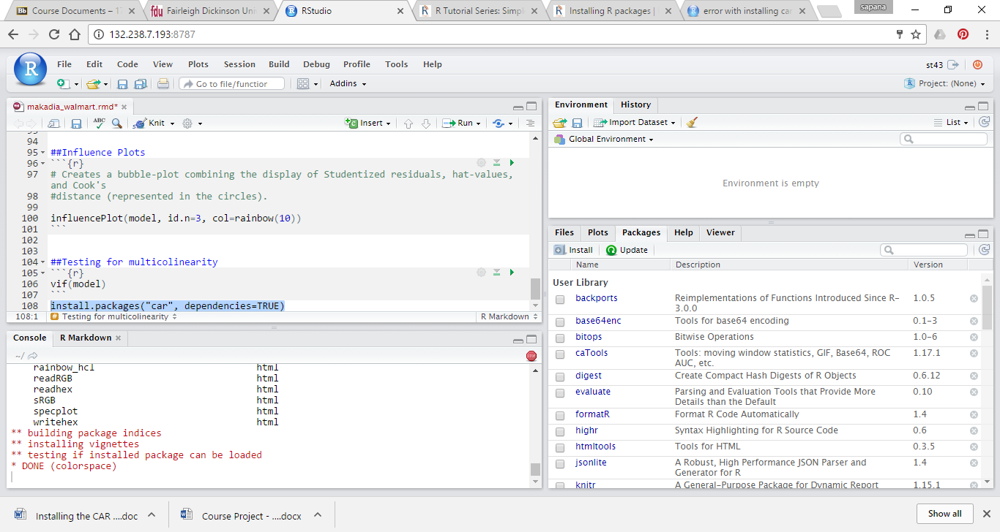 Bb Course Documents – 17
fdu Fairleigh Dickinson Uni
RStudio
R Tutorial Series: Simpl
Installing R packages |
error with installing car
sapana
132.238.7.193:8787
R
File Edit Code View Plots Session Build Debug Profile Tools Help
st43
Go to file/function
Addins
Project: (None)
makadia_walmart.rmd*
ABC
Knit
Insert
Run
93
94
95 ##Influence Plots
96 ```{r}
97 # Creates a bubble-plot combining the display of Studentized residuals, hat-values,
and Cook's
98 #distance (represented in the circles).
99
100 influencePlot(model, id.n=3, col=rainbow(10))
101 ```
102
103
104 ##Testing for multicolinearity
105 ```{r}
106 vif(model)
107 ```
108 install.packages("car", dependencies=TRUE)
108:1 # Testing for multicolinearity
R Markdown
Console R Markdown
~/
STOP
rainbow_hcl html
readRGB html
readhex html
sRGB html
specplot html
writehex html
** building package indices
** installing vignettes
** testing if installed package can be loaded
* DONE (colorspace)
Environment History
Import Dataset
List
Global Environment
Environment is empty
Files Plots Packages Help Viewer
Install Update
Name Description Version
User Library
backports Reimplementations of Functions Introduced Since R– 1.0.5
3.0.0
base64enc Tools for base64 encoding 0.1–3
bitops Bitwise Operations 1.0–6
caTools Tools: moving window statistics, GIF, Base64, ROC 1.17.1
AUC, etc.
digest Create Compact Hash Digests of R Objects 0.6.12
evaluate Parsing and Evaluation Tools that Provide More 0.10
Details than the Default
formatR Format R Code Automatically 1.4
highr Syntax Highlighting for R Source Code 0.6
htmltools Tools for HTML 0.3.5
jsonlite A Robust, High Performance JSON Parser and 1.4
Generator for R
knitr A General–Purpose Package for Dynamic Report 1.15.1
Installing the CAR ....doc
Course Project - ....docx
Show all